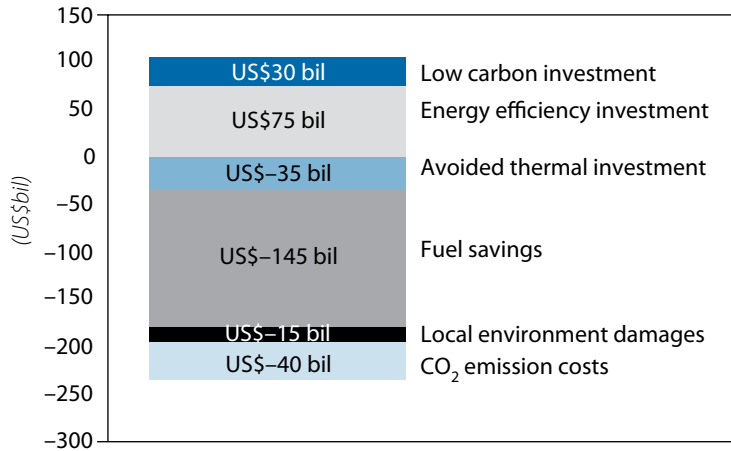 150
100
50
0
–50
–100
–150
–200
–250
–300
(US$bil)
US$30 bil
Low carbon investment
US$75 bil
Energy efficiency investment
US$–35 bil
Avoided thermal investment
US$–145 bil
Fuel savings
US$–15 bil
Local environment damages
US$–40 bil
CO₂ emission costs